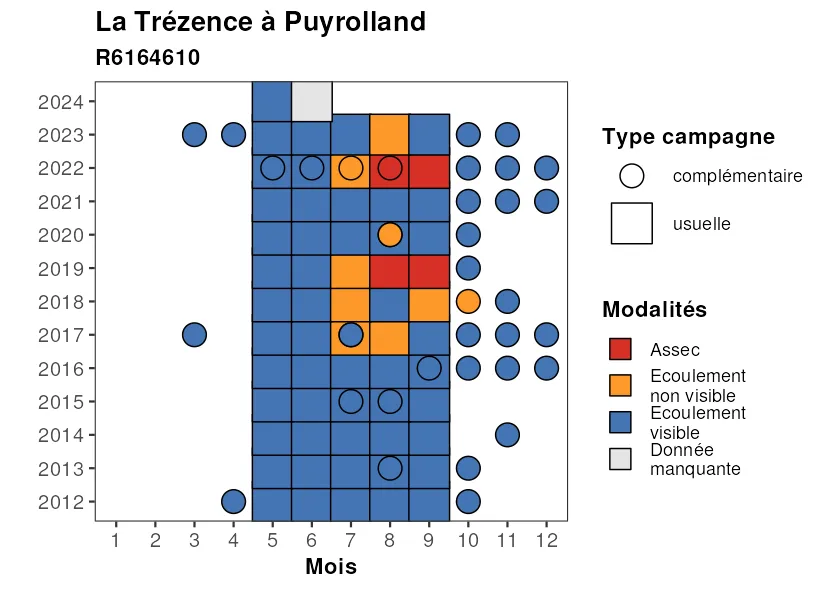 La Trézence à Puyrolland
R6164610
2024
2023
2022
2021
2020
2019
2018
2017
2016
2015
2014
2013
2012
1 2 3 4 5 6 7 8 9 10 11 12
Mois
Type campagne
complémentaire
usuelle
Modalités
Assec
Ecoulement
non visible
Ecoulement
visible
Donnée
manquante